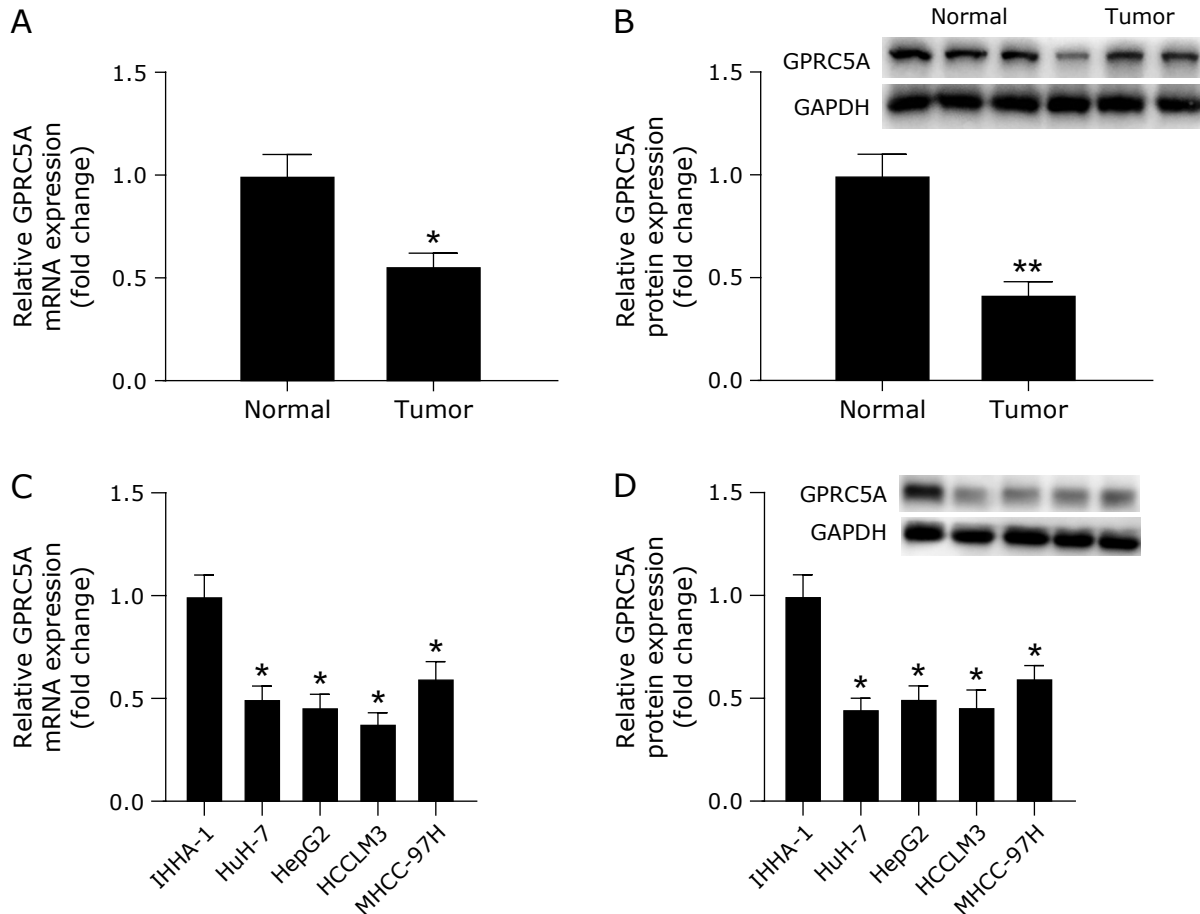 A
Relative GPRC5A
mRNA expression
(fold change)
1.5
1.0
0.5
0.0
*
Normal
Tumor
B
Normal
Tumor
GPRC5A
GAPDH
Relative GPRC5A
protein expression
(fold change)
1.5
1.0
0.5
0.0
**
Normal
Tumor
C
Relative GPRC5A
mRNA expression
(fold change)
1.5
1.0
0.5
0.0
*
*
*
*
IHHA-1
HuH-7
HepG2
HCCLM3
MHCC-97H
D
GPRC5A
GAPDH
Relative GPRC5A
protein expression
(fold change)
1.5
1.0
0.5
0.0
*
*
*
*
IHHA-1
HuH-7
HepG2
HCCLM3
MHCC-97H